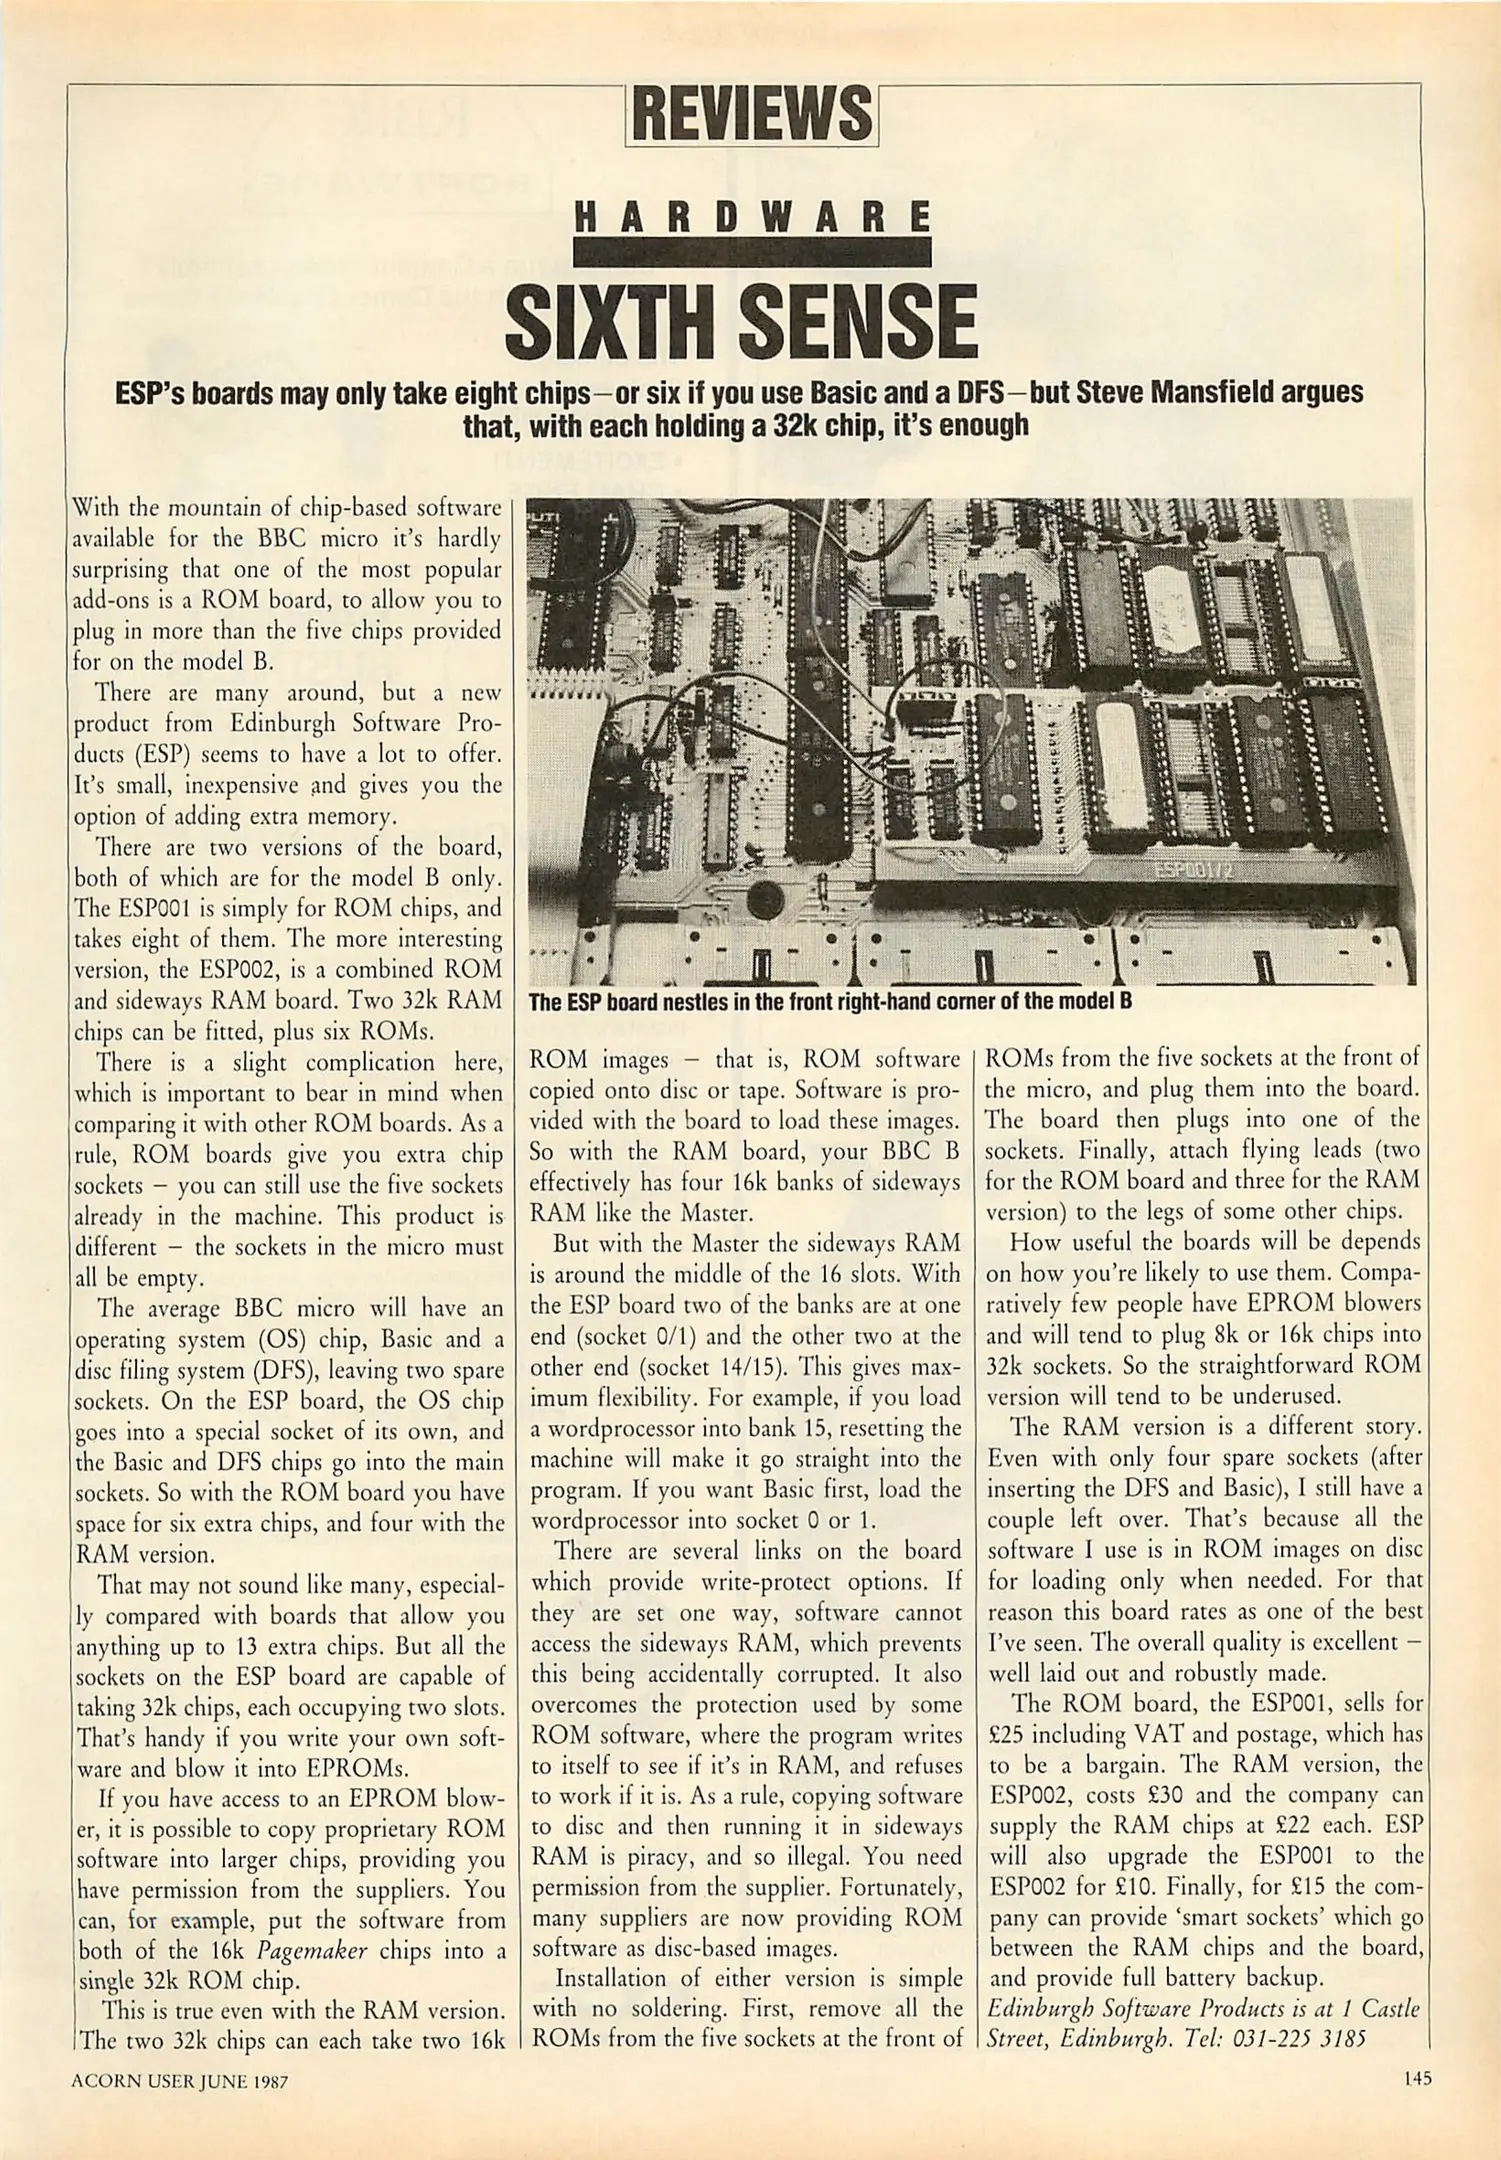 REVIEWS
HARDWARE
SIXTH SENSE
ESP's boards may only take eight chips—or six if you use Basic and a DFS—but Steve Mansfield argues
that, with each holding a 32k chip, it's enough
With the mountain of chip-based software
available for the BBC micro it's hardly
surprising that one of the most popular
add-ons is a ROM board, to allow you to
plug in more than the five chips provided
for on the model B.
There are many around, but a new
product from Edinburgh Software Pro-
ducts (ESP) seems to have a lot to offer.
It's small, inexpensive and gives you the
option of adding extra memory.
There are two versions of the board,
both of which are for the model B only.
The ESP001 is simply for ROM chips, and
takes eight of them. The more interesting
version, the ESP002, is a combined ROM
and sideways RAM board. Two 32k RAM
chips can be fitted, plus six ROMs.
There is a slight complication here,
which is important to bear in mind when
comparing it with other ROM boards. As a
rule, ROM boards give you extra chip
sockets – you can still use the five sockets
already in the machine. This product is
different – the sockets in the micro must
all be empty.
The average BBC micro will have an
operating system (OS) chip, Basic and a
disc filing system (DFS), leaving two spare
sockets. On the ESP board, the OS chip
goes into a special socket of its own, and
the Basic and DFS chips go into the main
sockets. So with the ROM board you have
space for six extra chips, and four with the
RAM version.
That may not sound like many, especial-
ly compared with boards that allow you
anything up to 13 extra chips. But all the
sockets on the ESP board are capable of
taking 32k chips, each occupying two slots.
That's handy if you write your own soft-
ware and blow it into EPROMs.
If you have access to an EPROM blow-
er, it is possible to copy proprietary ROM
software into larger chips, providing you
have permission from the suppliers. You
can, for example, put the software from
both of the 16k Pagemaker chips into a
single 32k ROM chip.
This is true even with the RAM version.
The two 32k chips can each take two 16k
ESP001/2
The ESP board nestles in the front right-hand corner of the model B
ROM images – that is, ROM software
copied onto disc or tape. Software is pro-
vided with the board to load these images.
So with the RAM board, your BBC B
effectively has four 16k banks of sideways
RAM like the Master.
But with the Master the sideways RAM
is around the middle of the 16 slots. With
the ESP board two of the banks are at one
end (socket 0/1) and the other two at the
other end (socket 14/15). This gives max-
imum flexibility. For example, if you load
a wordprocessor into bank 15, resetting the
machine will make it go straight into the
program. If you want Basic first, load the
wordprocessor into socket 0 or 1.
There are several links on the board
which provide write-protect options. If
they are set one way, software cannot
access the sideways RAM, which prevents
this being accidentally corrupted. It also
overcomes the protection used by some
ROM software, where the program writes
to itself to see if it's in RAM, and refuses
to work if it is. As a rule, copying software
to disc and then running it in sideways
RAM is piracy, and so illegal. You need
permission from the supplier. Fortunately,
many suppliers are now providing ROM
software as disc-based images.
Installation of either version is simple
with no soldering. First, remove all the
ROMs from the five sockets at the front of
ROMs from the five sockets at the front of
the micro, and plug them into the board.
The board then plugs into one of the
sockets. Finally, attach flying leads (two
for the ROM board and three for the RAM
version) to the legs of some other chips.
How useful the boards will be depends
on how you're likely to use them. Compa-
ratively few people have EPROM blowers
and will tend to plug 8k or 16k chips into
32k sockets. So the straightforward ROM
version will tend to be underused.
The RAM version is a different story.
Even with only four spare sockets (after
inserting the DFS and Basic), I still have a
couple left over. That's because all the
software I use is in ROM images on disc
for loading only when needed. For that
reason this board rates as one of the best
I've seen. The overall quality is excellent –
well laid out and robustly made.
The ROM board, the ESP001, sells for
£25 including VAT and postage, which has
to be a bargain. The RAM version, the
ESP002, costs £30 and the company can
supply the RAM chips at £22 each. ESP
will also upgrade the ESP001 to the
ESP002 for £10. Finally, for £15 the com-
pany can provide 'smart sockets' which go
between the RAM chips and the board,
and provide full battery backup.
Edinburgh Software Products is at 1 Castle
Street, Edinburgh. Tel: 031-225 3185
ACORN USER JUNE 1987
145